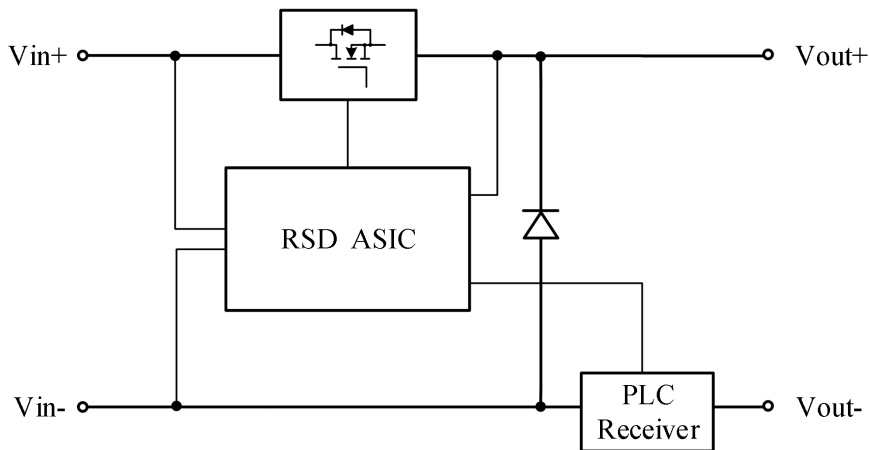 Vin+
Vout+
RSD ASIC
Vin-
PLC
Receiver
Vout-